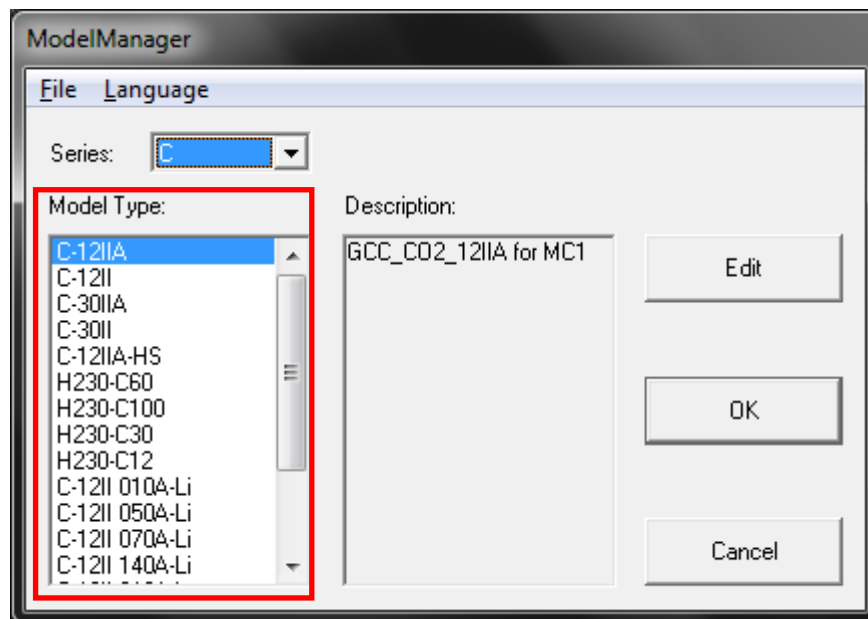 ModelManager
File Language
Series: C
Model Type:
C-12IIA
C-12II
C-30IIA
C-30II
C-12IIA-HS
H230-C60
H230-C100
H230-C30
H230-C12
C-12II 010A-Li
C-12II 050A-Li
C-12II 070A-Li
C-12II 140A-Li
Description:
GCC_CO2_12IIA for MC1
Edit
OK
Cancel